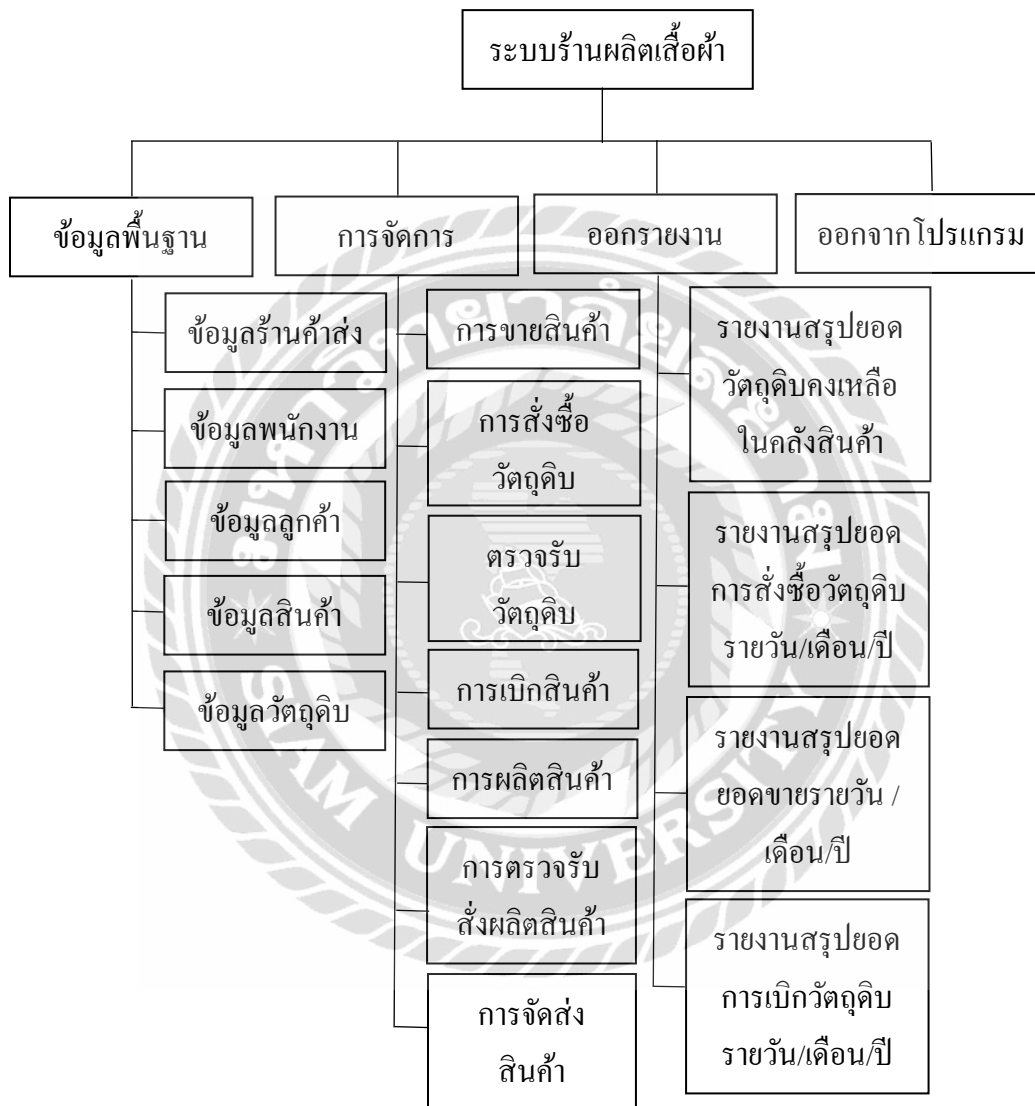 ระบบร้านผลิตเสื้อผ้า
ข้อมูลพื้นฐาน
การจัดการ
ออกรายงาน
ออกจากโปรแกรม
ข้อมูลร้านค้าส่ง
ข้อมูลพนักงาน
ข้อมูลลูกค้า
ข้อมูลสินค้า
ข้อมูลวัตถุดิบ
การขายสินค้า
การสั่งซื้อ
วัตถุดิบ
ตรวจรับ
วัตถุดิบ
การเบิกสินค้า
การผลิตสินค้า
การตรวจรับ
สั่งผลิตสินค้า
การจัดส่ง
สินค้า
รายงานสรุปยอด
วัตถุดิบคงเหลือ
ในคลังสินค้า
รายงานสรุปยอด
การสั่งซื้อวัตถุดิบ
รายวัน/เดือน/ปี
รายงานสรุปยอด
ยอดขายรายวัน /
เดือน/ปี
รายงานสรุปยอด
การเบิกวัตถุดิบ
รายวัน/เดือน/ปี
มหาวิทยาลัยสยาม
SIAM UNIVERSITY